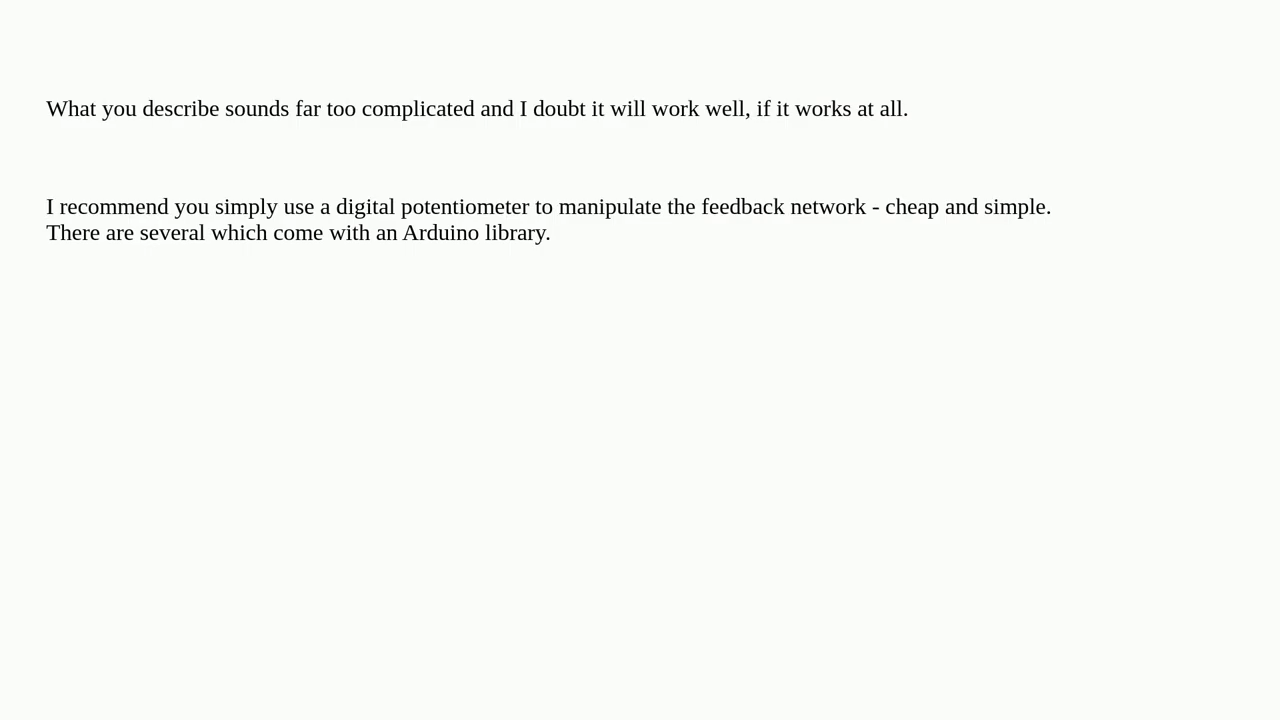 What you describe sounds far too complicated and I doubt it will work well, if it works at all.
I recommend you simply use a digital potentiometer to manipulate the feedback network - cheap and simple.
There are several which come with an Arduino library.